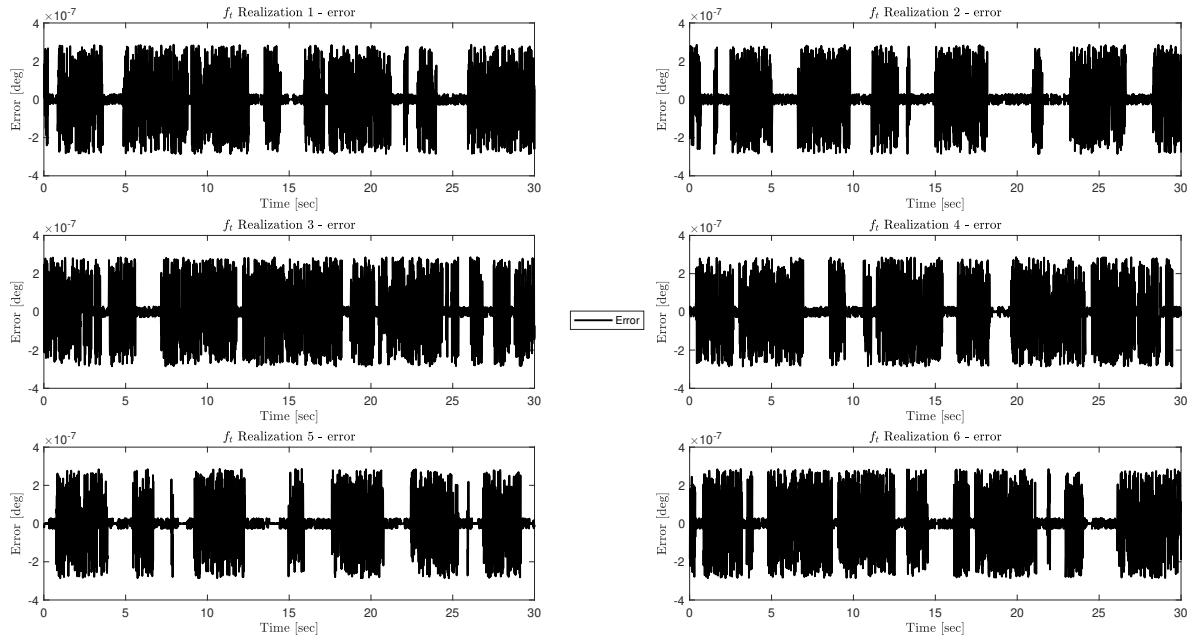 f_t Realization 1 - error
×10^-7
4
2
0
-2
-4
Error [deg]
0 5 10 15 20 25 30
Time [sec]
f_t Realization 2 - error
×10^-7
4
2
0
-2
-4
Error [deg]
0 5 10 15 20 25 30
Time [sec]
f_t Realization 3 - error
×10^-7
4
2
0
-2
-4
Error [deg]
0 5 10 15 20 25 30
Time [sec]
Error
f_t Realization 4 - error
×10^-7
4
2
0
-2
-4
Error [deg]
0 5 10 15 20 25 30
Time [sec]
f_t Realization 5 - error
×10^-7
4
2
0
-2
-4
Error [deg]
0 5 10 15 20 25 30
Time [sec]
f_t Realization 6 - error
×10^-7
4
2
0
-2
-4
Error [deg]
0 5 10 15 20 25 30
Time [sec]